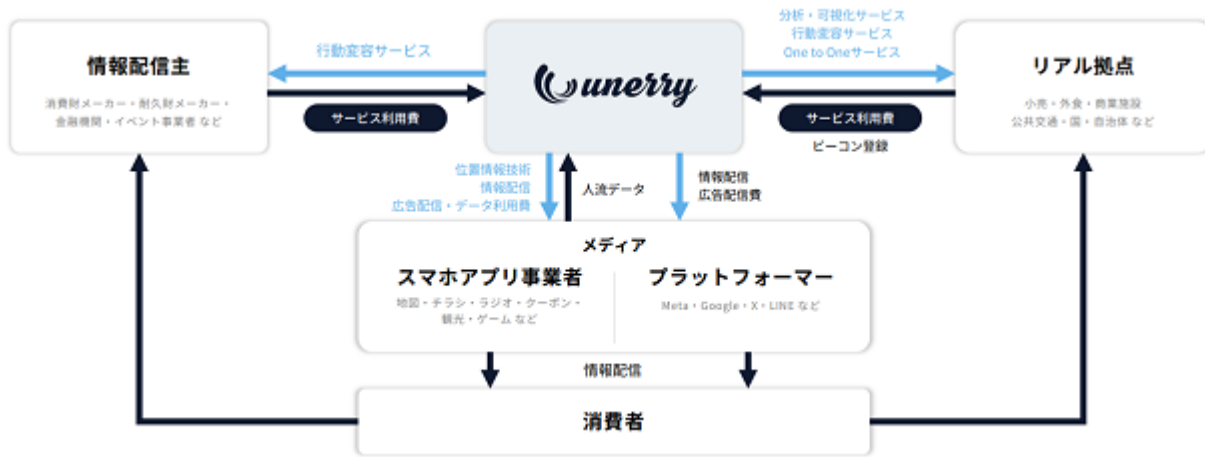 分析・可視化サービス
行動変容サービス
One to Oneサービス
行動変容サービス
情報配信主
消費財メーカー・耐久財メーカー・
金融機関・イベント事業者 など
サービス利用費
unerry
サービス利用費
ビーコン登録
リアル拠点
小売・外食・商業施設
公共交通・国・自治体 など
位置情報技術
情報配信
広告配信・データ利用費
人流データ
情報配信
広告配信費
メディア
スマホアプリ事業者
地図・チラシ・ラジオ・クーポン・
観光・ゲーム など
プラットフォーマー
Meta・Google・X・LINE など
情報配信
消費者